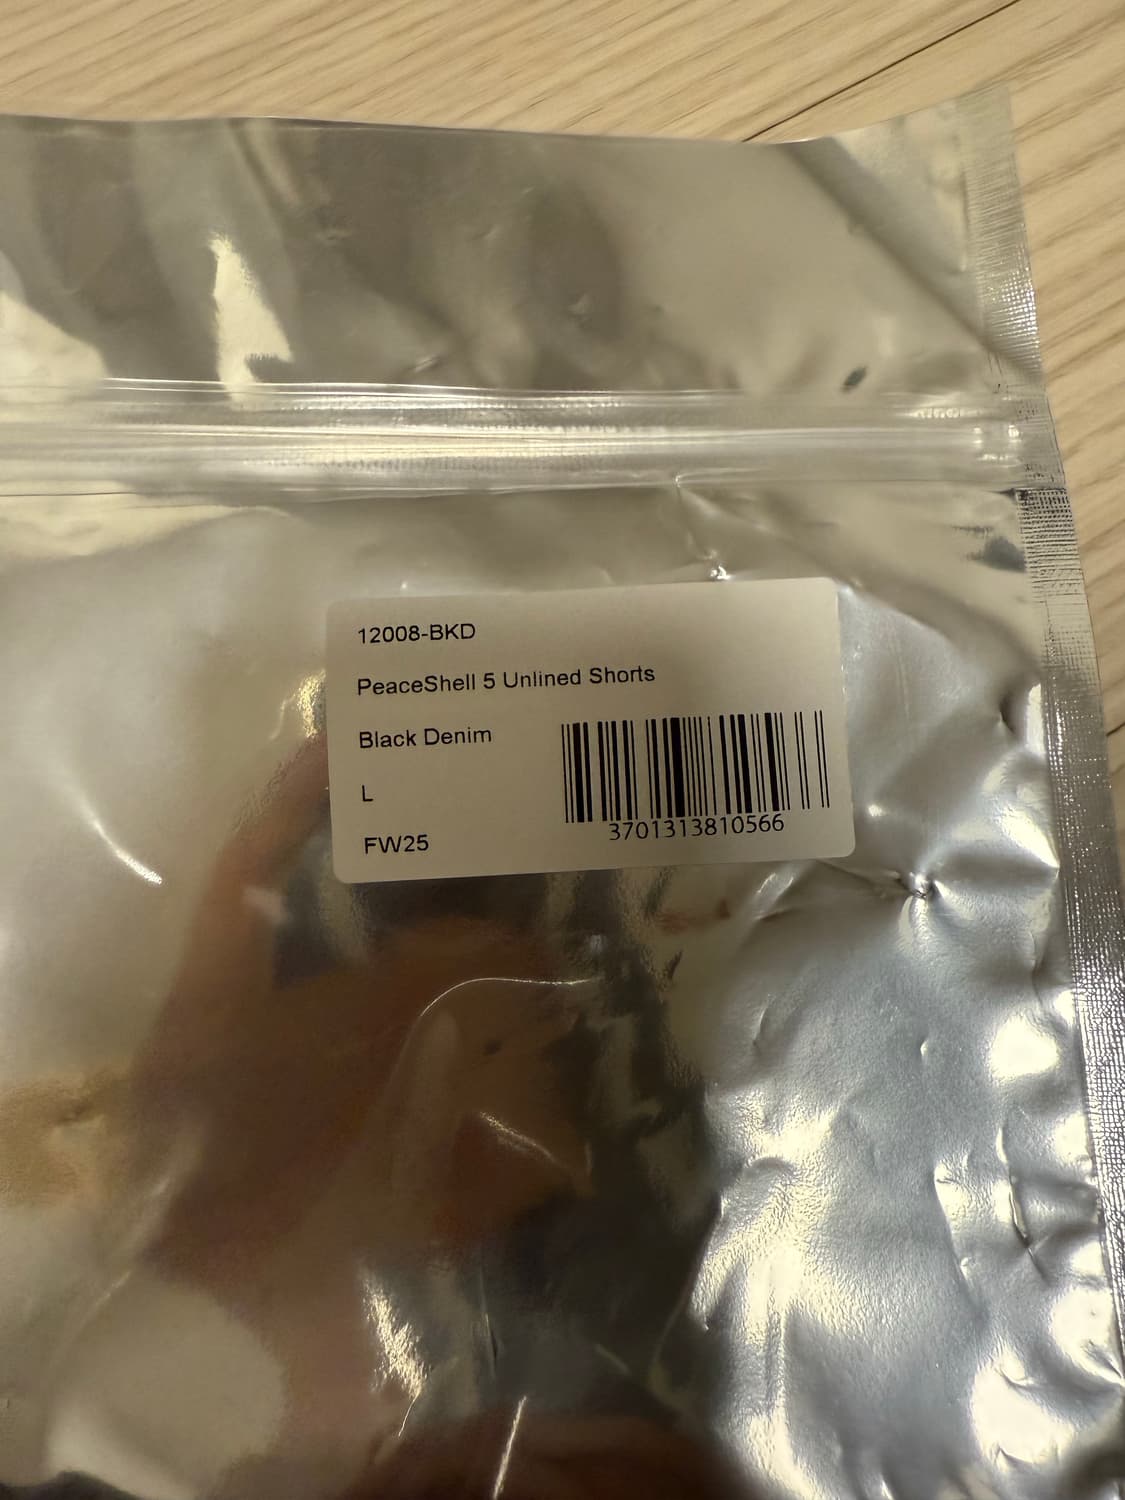 12008-BKD
PeaceShell 5 Unlined Shorts
Black Denim
L
FW25
3701313810566